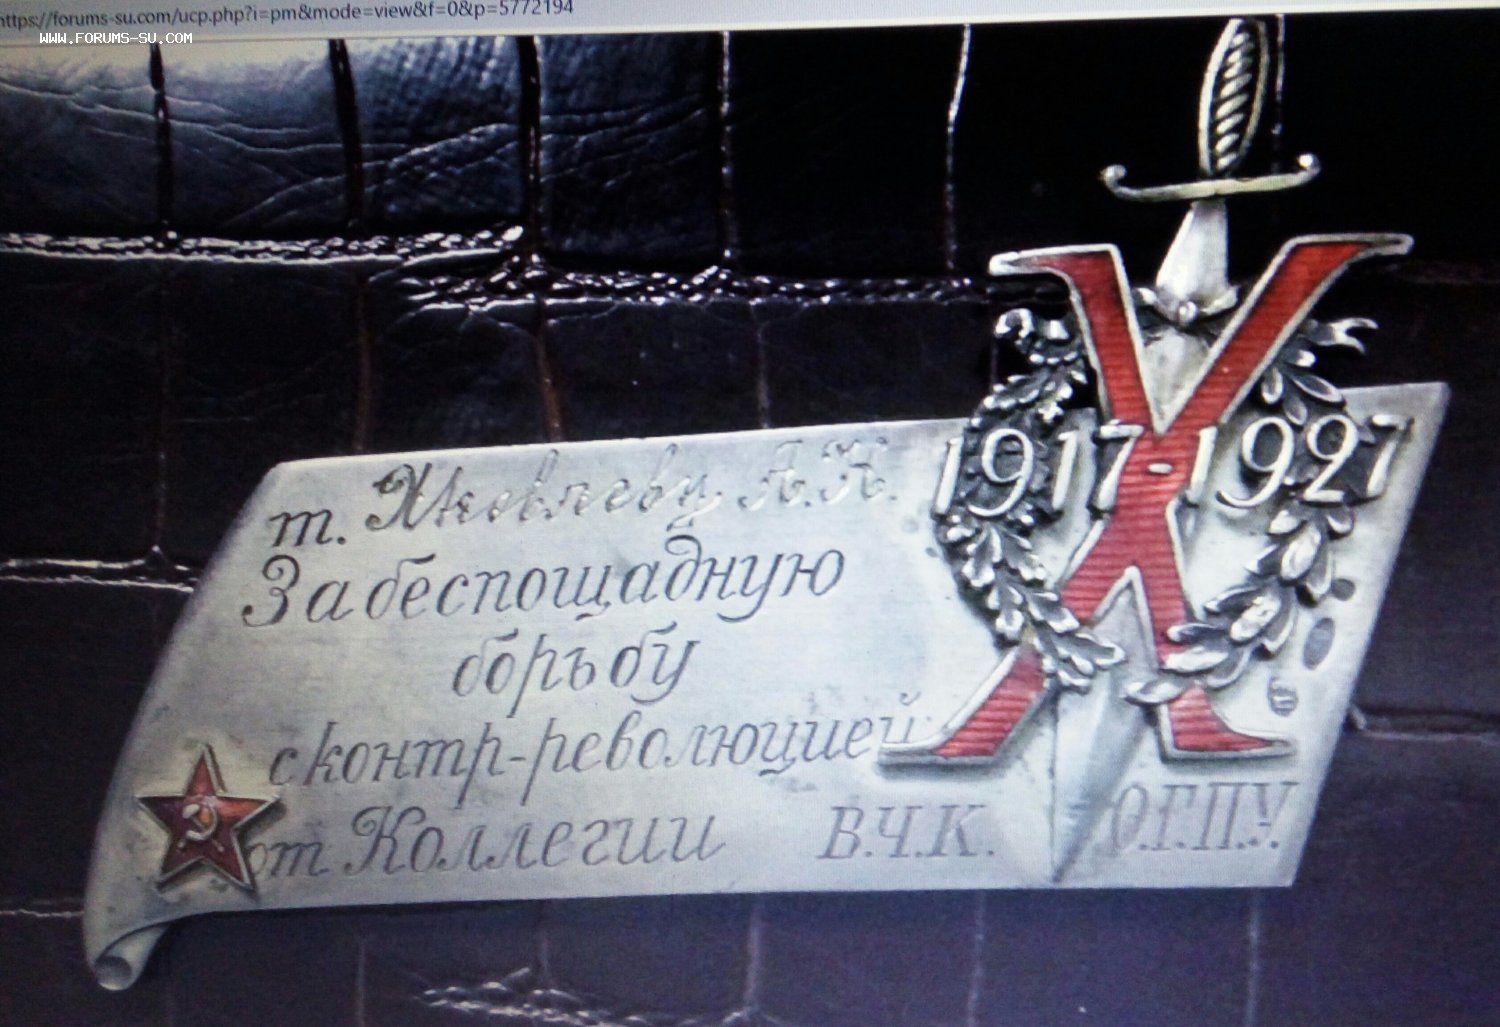 https://forums-su.com/ucp.php?i=pm&mode=view&f=0&p=5772194
WWW.FORUMS-SU.COM
X
1917-1927
т. Яковлеву А.К.
За беспощадную
борьбу
с контр-революцией
от Коллегии В.Ч.К. О.Г.П.У.